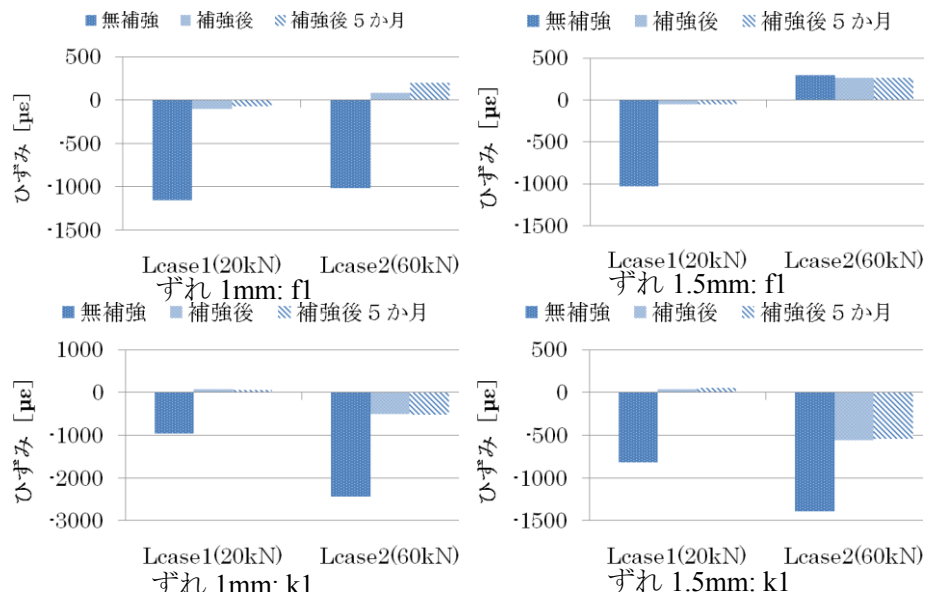 無補強 補強後 補強後５か月
500
0
-500
-1000
-1500
ひずみ [με]
Lcase1(20kN) Lcase2(60kN)
ずれ 1mm: f1
無補強 補強後 補強後５か月
500
0
-500
-1000
-1500
ひずみ [με]
Lcase1(20kN) Lcase2(60kN)
ずれ 1.5mm: f1
無補強 補強後 補強後５か月
1000
0
-1000
-2000
-3000
ひずみ [με]
Lcase1(20kN) Lcase2(60kN)
ずれ 1mm: k1
無補強 補強後 補強後５か月
500
0
-500
-1000
-1500
ひずみ [με]
Lcase1(20kN) Lcase2(60kN)
ずれ 1.5mm: k1